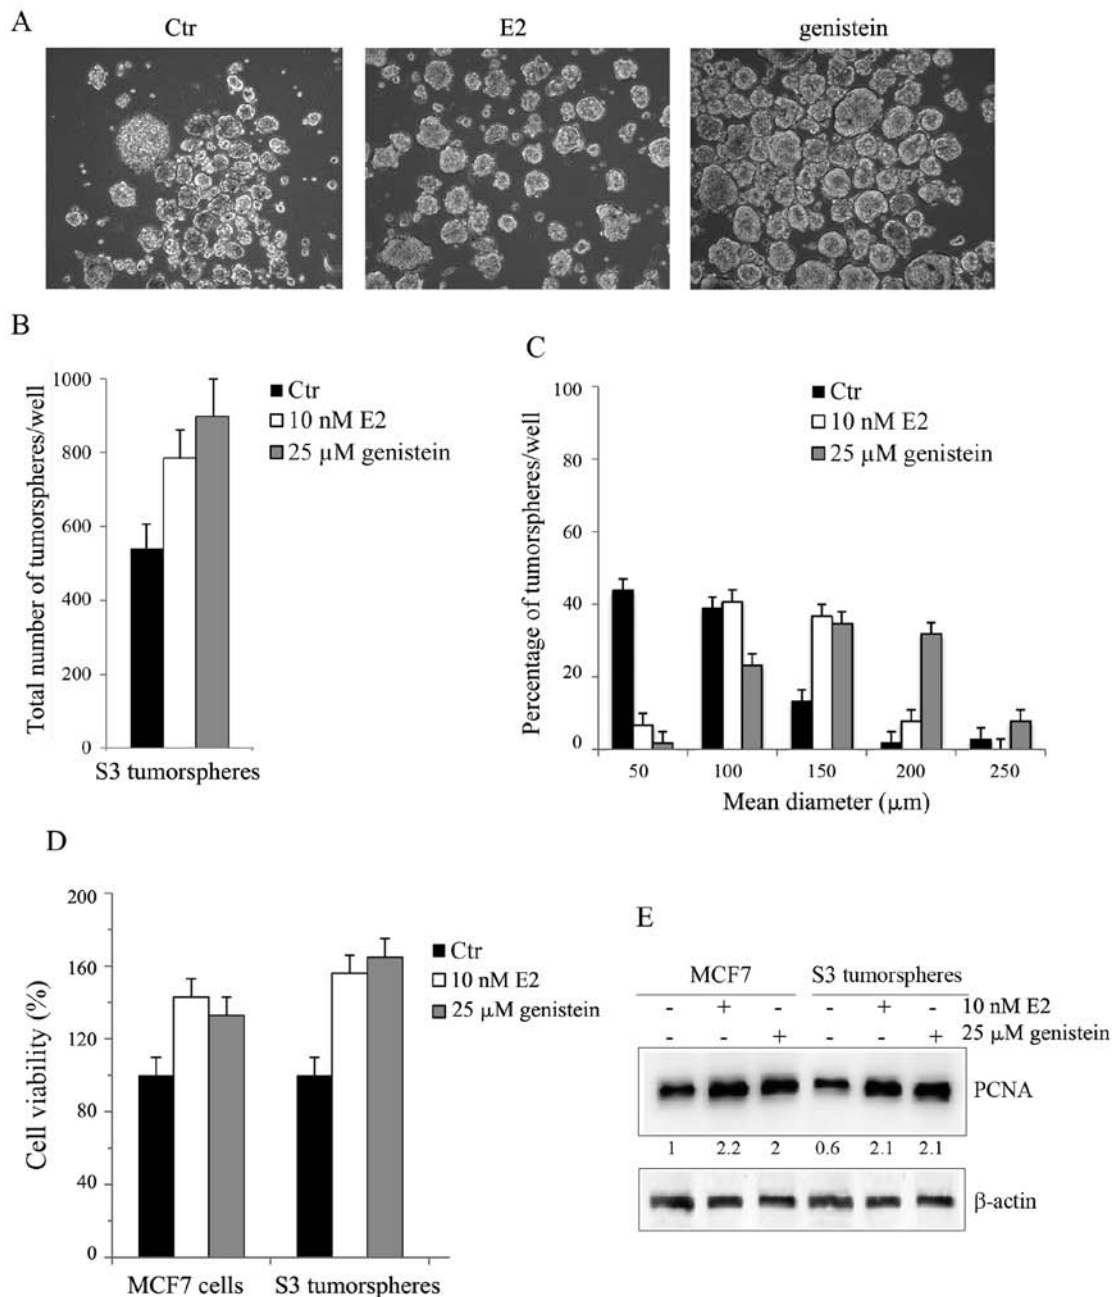 A
Ctr
E2
genistein
B
Total number of tumorspheres/well
1000
800
600
400
200
0
S3 tumorspheres
Ctr
10 nM E2
25 µM genistein
C
Percentage of tumorspheres/well
100
80
60
40
20
0
50 100 150 200 250
Mean diameter (µm)
Ctr
10 nM E2
25 µM genistein
D
Cell viability (%)
200
160
120
80
40
0
MCF7 cells S3 tumorspheres
Ctr
10 nM E2
25 µM genistein
E
MCF7 S3 tumorspheres
- + - - + - 10 nM E2
- - + - - + 25 µM genistein
PCNA
1 2.2 2 0.6 2.1 2.1
β-actin